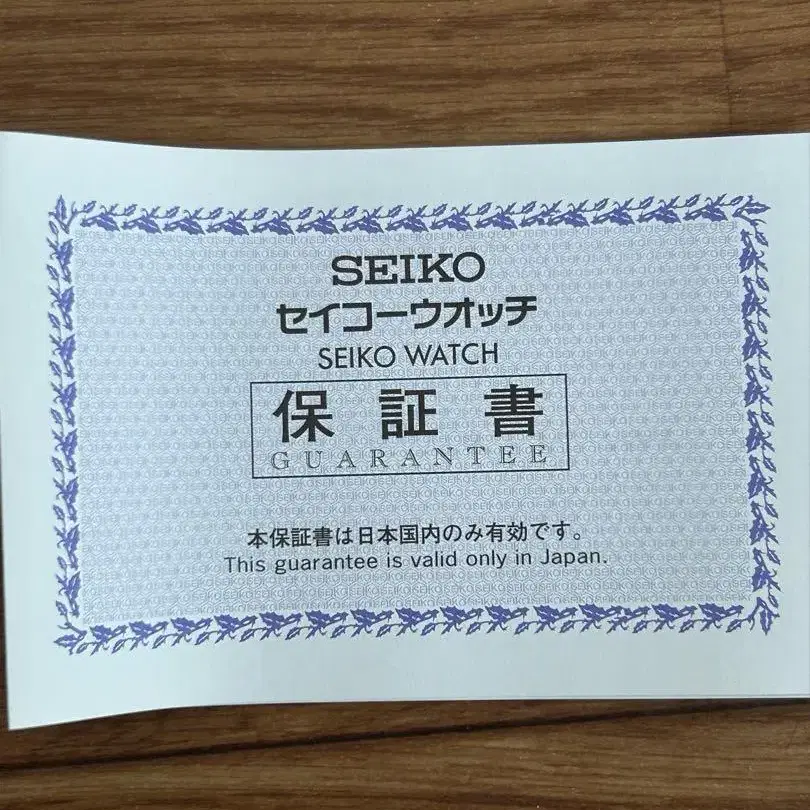 SEIKO
セイコーウオッチ
SEIKO WATCH
保証書
GUARANTEE
本保証書は日本国内のみ有効です。
This guarantee is valid only in Japan.